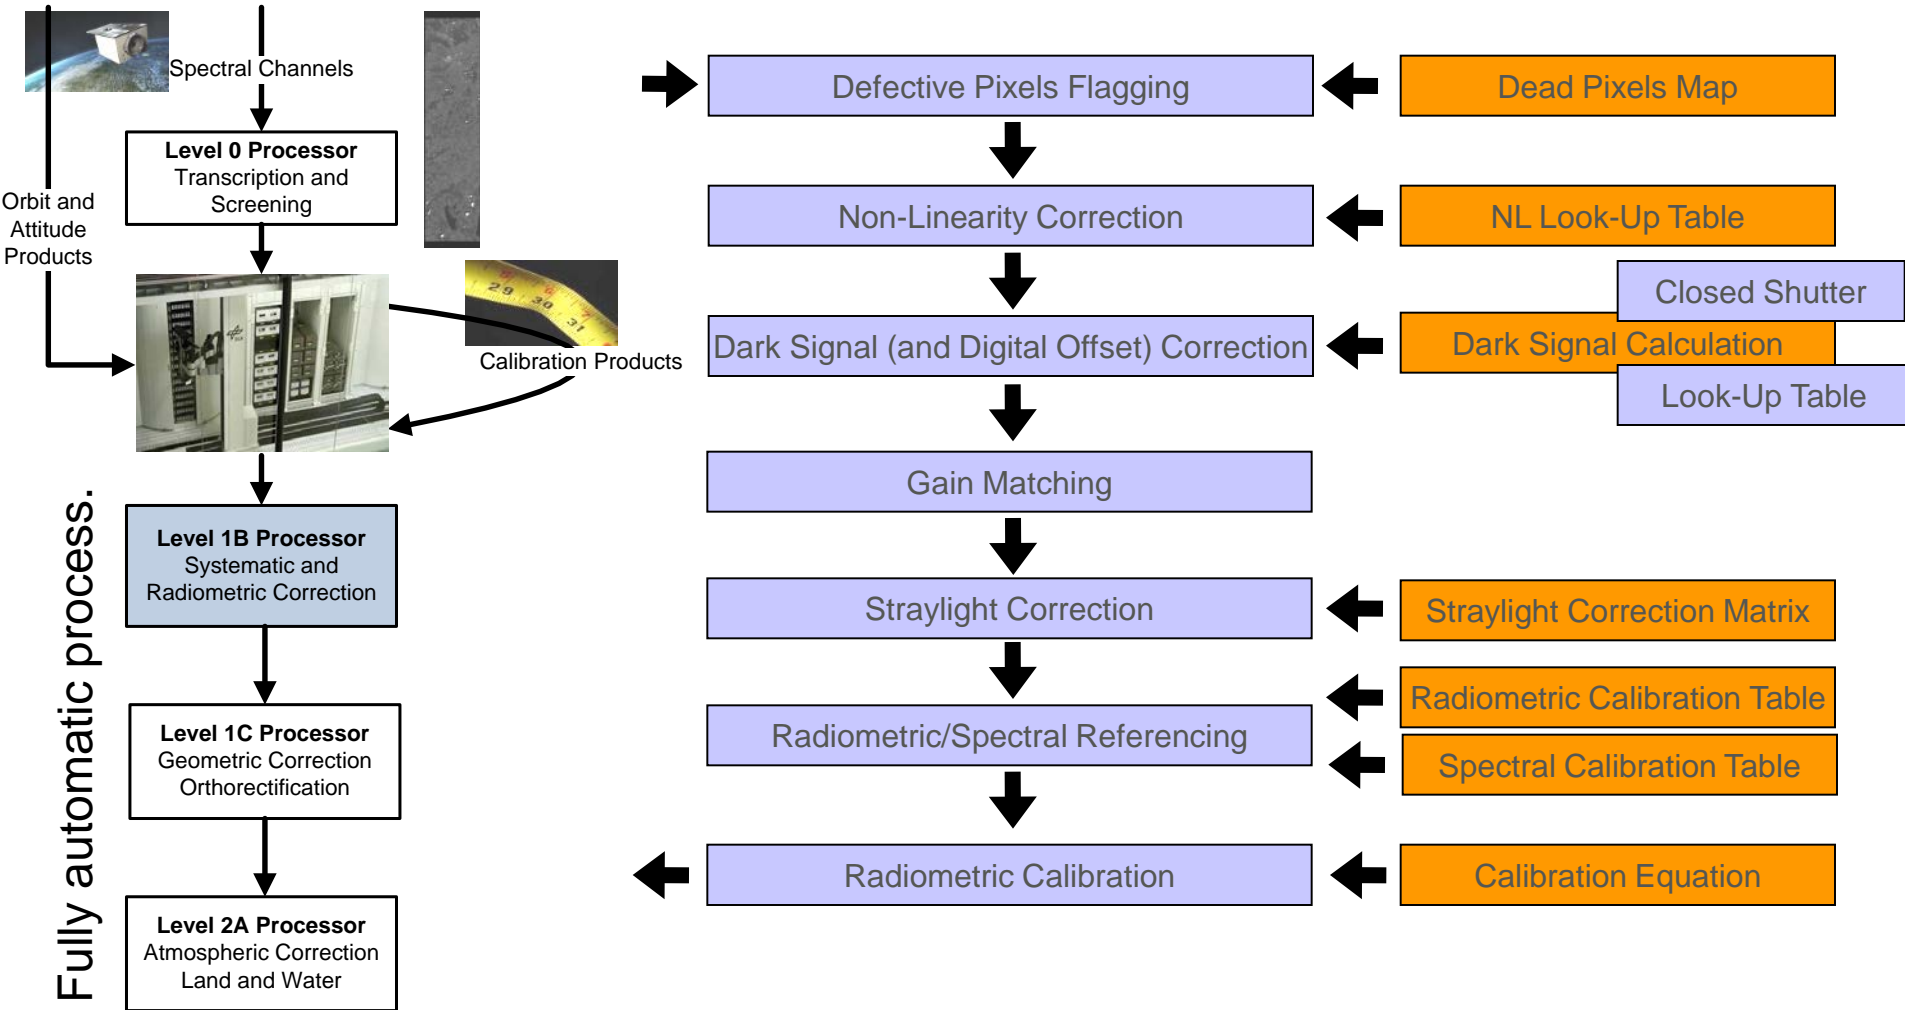 Spectral Channels
Level 0 Processor
Transcription and
Screening
Orbit and
Attitude
Products
29
30
31
Calibration Products
Fully automatic process.
Level 1B Processor
Systematic and
Radiometric Correction
Level 1C Processor
Geometric Correction
Orthorectification
Level 2A Processor
Atmospheric Correction
Land and Water
Defective Pixels Flagging
Dead Pixels Map
Non-Linearity Correction
NL Look-Up Table
Closed Shutter
Dark Signal (and Digital Offset) Correction
Dark Signal Calculation
Look-Up Table
Gain Matching
Straylight Correction
Straylight Correction Matrix
Radiometric/Spectral Referencing
Radiometric Calibration Table
Spectral Calibration Table
Radiometric Calibration
Calibration Equation